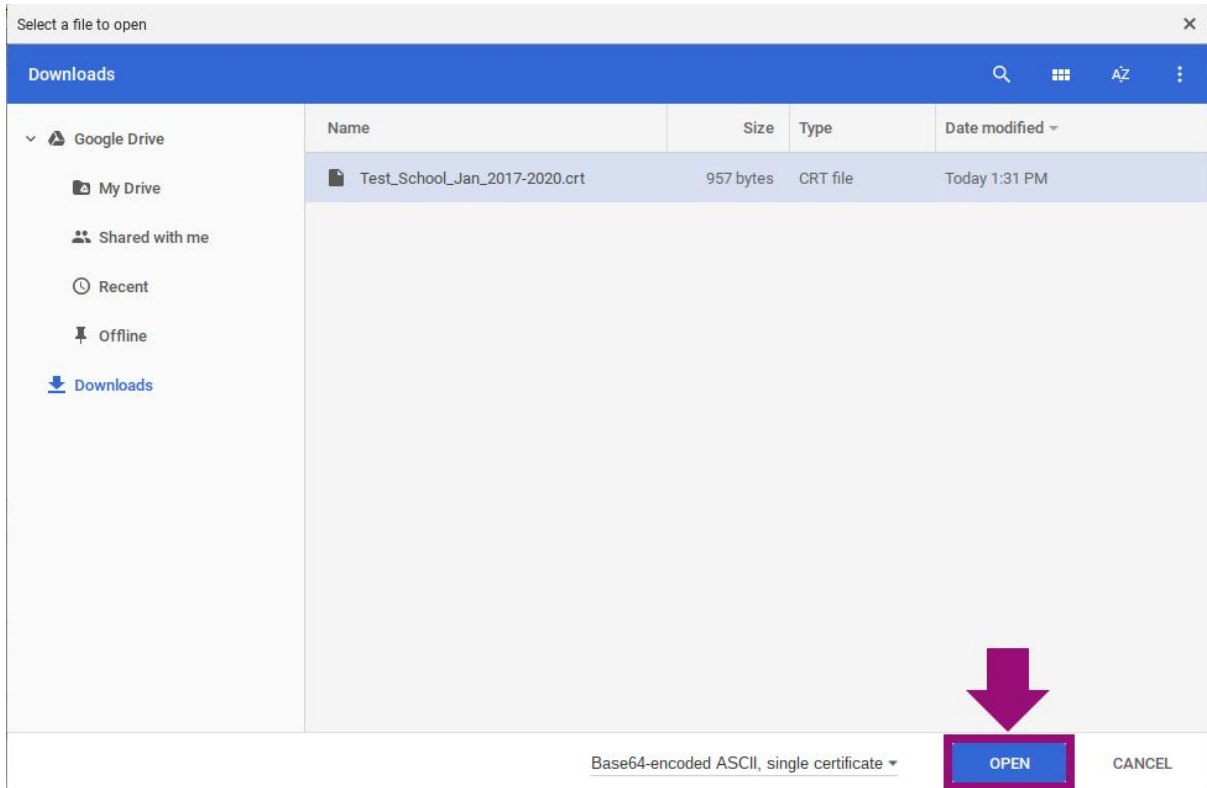 Select a file to open
Downloads
Google Drive
My Drive
Shared with me
Recent
Offline
Downloads
Name Size Type Date modified
Test_School_Jan_2017-2020.crt 957 bytes CRT file Today 1:31 PM
Base64-encoded ASCII, single certificate
OPEN
CANCEL